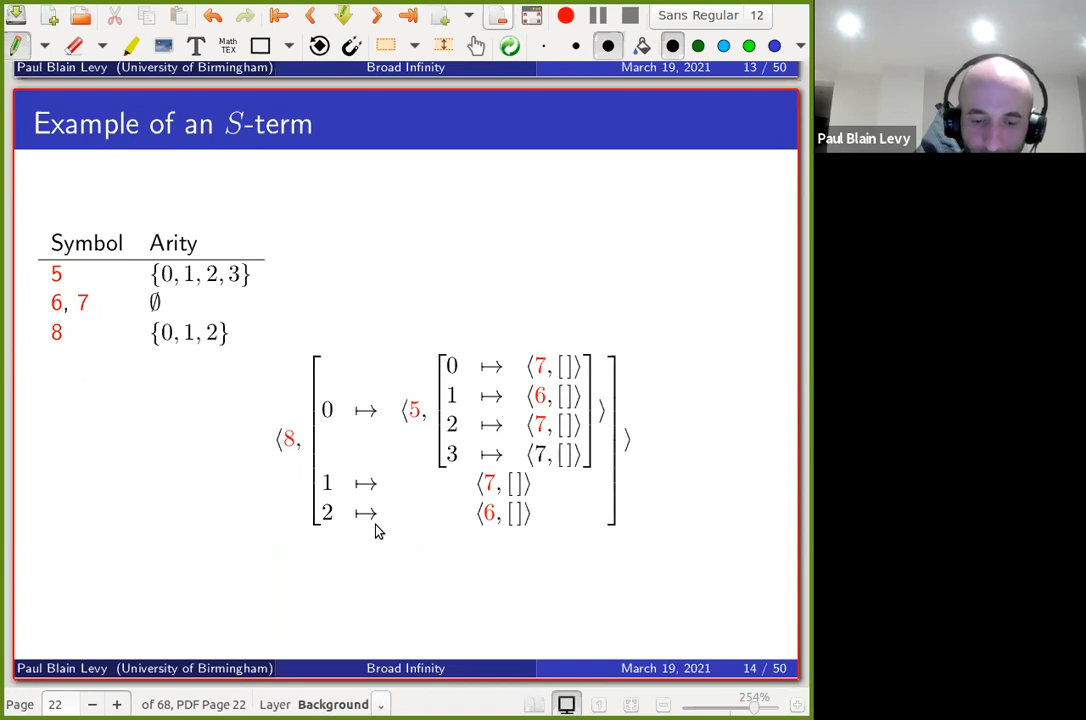 Sans Regular 12
MATH
TEX
Paul Blain Levy (University of Birmingham) Broad Infinity March 19, 2021 13 / 50
Paul Blain Levy
Example of an S-term
Symbol Arity
5 {0, 1, 2, 3}
6, 7 ∅
8 {0, 1, 2}
0 ↦ ⟨7, []⟩
1 ↦ ⟨6, []⟩
0 ↦ ⟨5,
2 ↦ ⟨7, []⟩ ⟩
⟨8, ⟩
3 ↦ ⟨7, []⟩
1 ↦ ⟨7, []⟩
2 ↦ ⟨6, []⟩
Paul Blain Levy (University of Birmingham) Broad Infinity March 19, 2021 14 / 50
Page 22 of 68, PDF Page 22 Layer Background 254%